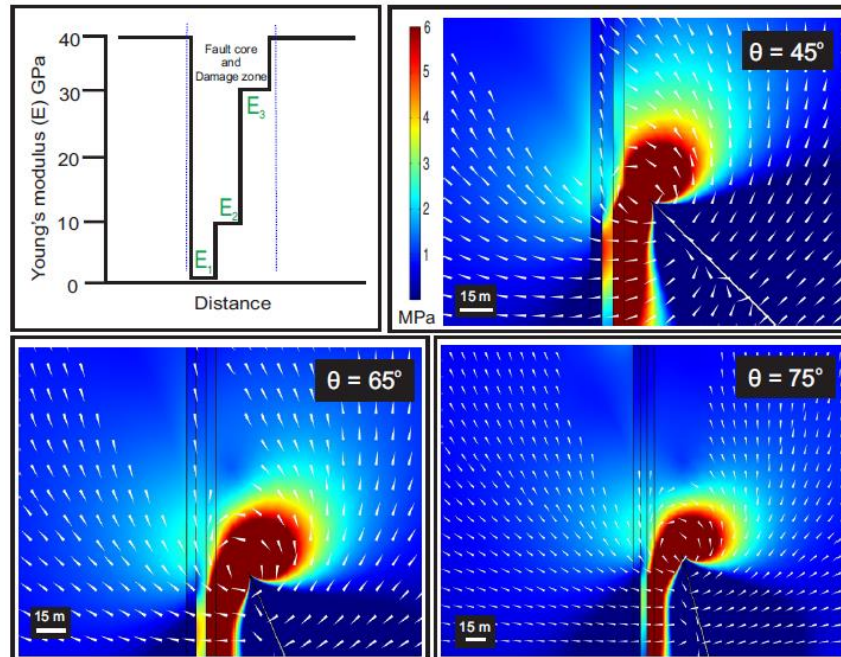 Young's modulus (E) GPa
40
30
20
10
0
Fault core
and
Damage zone
E1
E2
E3
Distance
6
5
4
3
2
1
MPa
θ = 45°
15 m
θ = 65°
15 m
θ = 75°
15 m